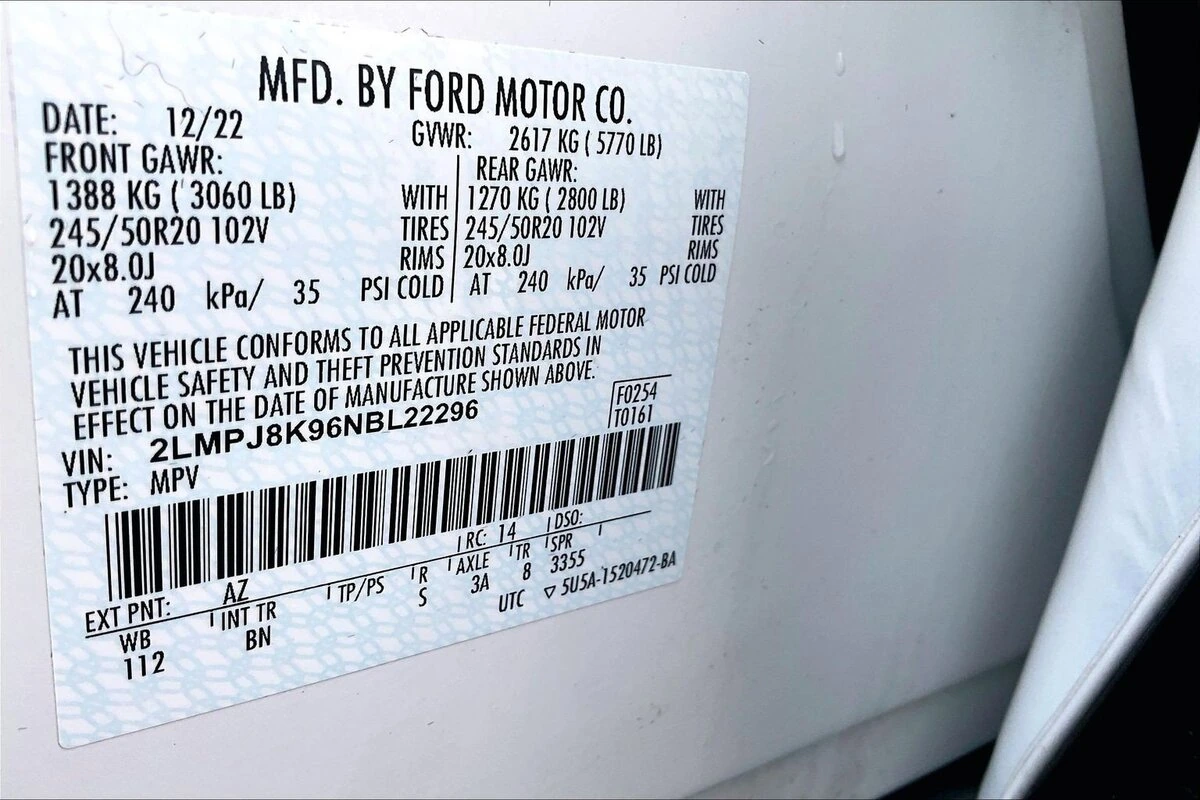 MFD. BY FORD MOTOR CO.
DATE: 12/22 GVWR: 2617 KG ( 5770 LB)
FRONT GAWR: REAR GAWR:
1388 KG ( 3060 LB) WITH 1270 KG ( 2800 LB) WITH
245/50R20 102V TIRES 245/50R20 102V TIRES
20x8.0J RIMS 20x8.0J RIMS
AT 240 kPa/ 35 PSI COLD AT 240 kPa/ 35 PSI COLD
THIS VEHICLE CONFORMS TO ALL APPLICABLE FEDERAL MOTOR
VEHICLE SAFETY AND THEFT PREVENTION STANDARDS IN
EFFECT ON THE DATE OF MANUFACTURE SHOWN ABOVE.
VIN: 2LMPJ8K96NBL22296
F0254
TYPE: MPV T0161
EXT PNT: AZ RC: 14 DSO:
WB INT TR TP/PS R AXLE TR SPR
112 BN S 3A 8 3355
UTC ▽ 5U5A-1520472-BA